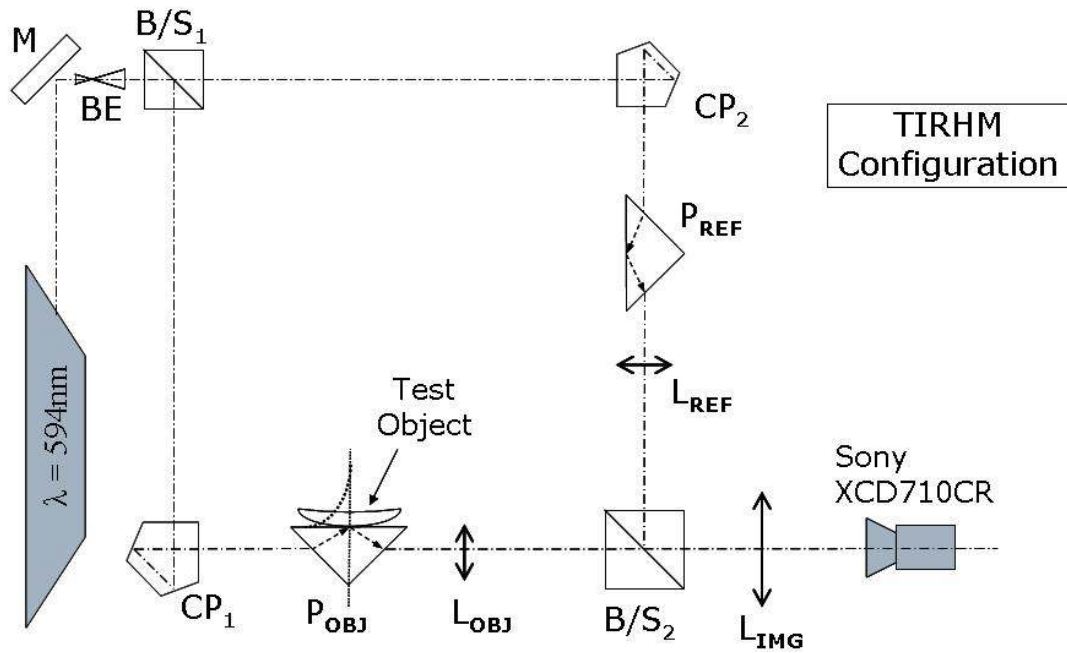 M
B/S1
BE
CP2
TIRHM
Configuration
PREF
LREF
λ = 594nm
Test
Object
Sony
XCD710CR
CP1
POBJ
LOBJ
B/S2
LIMG